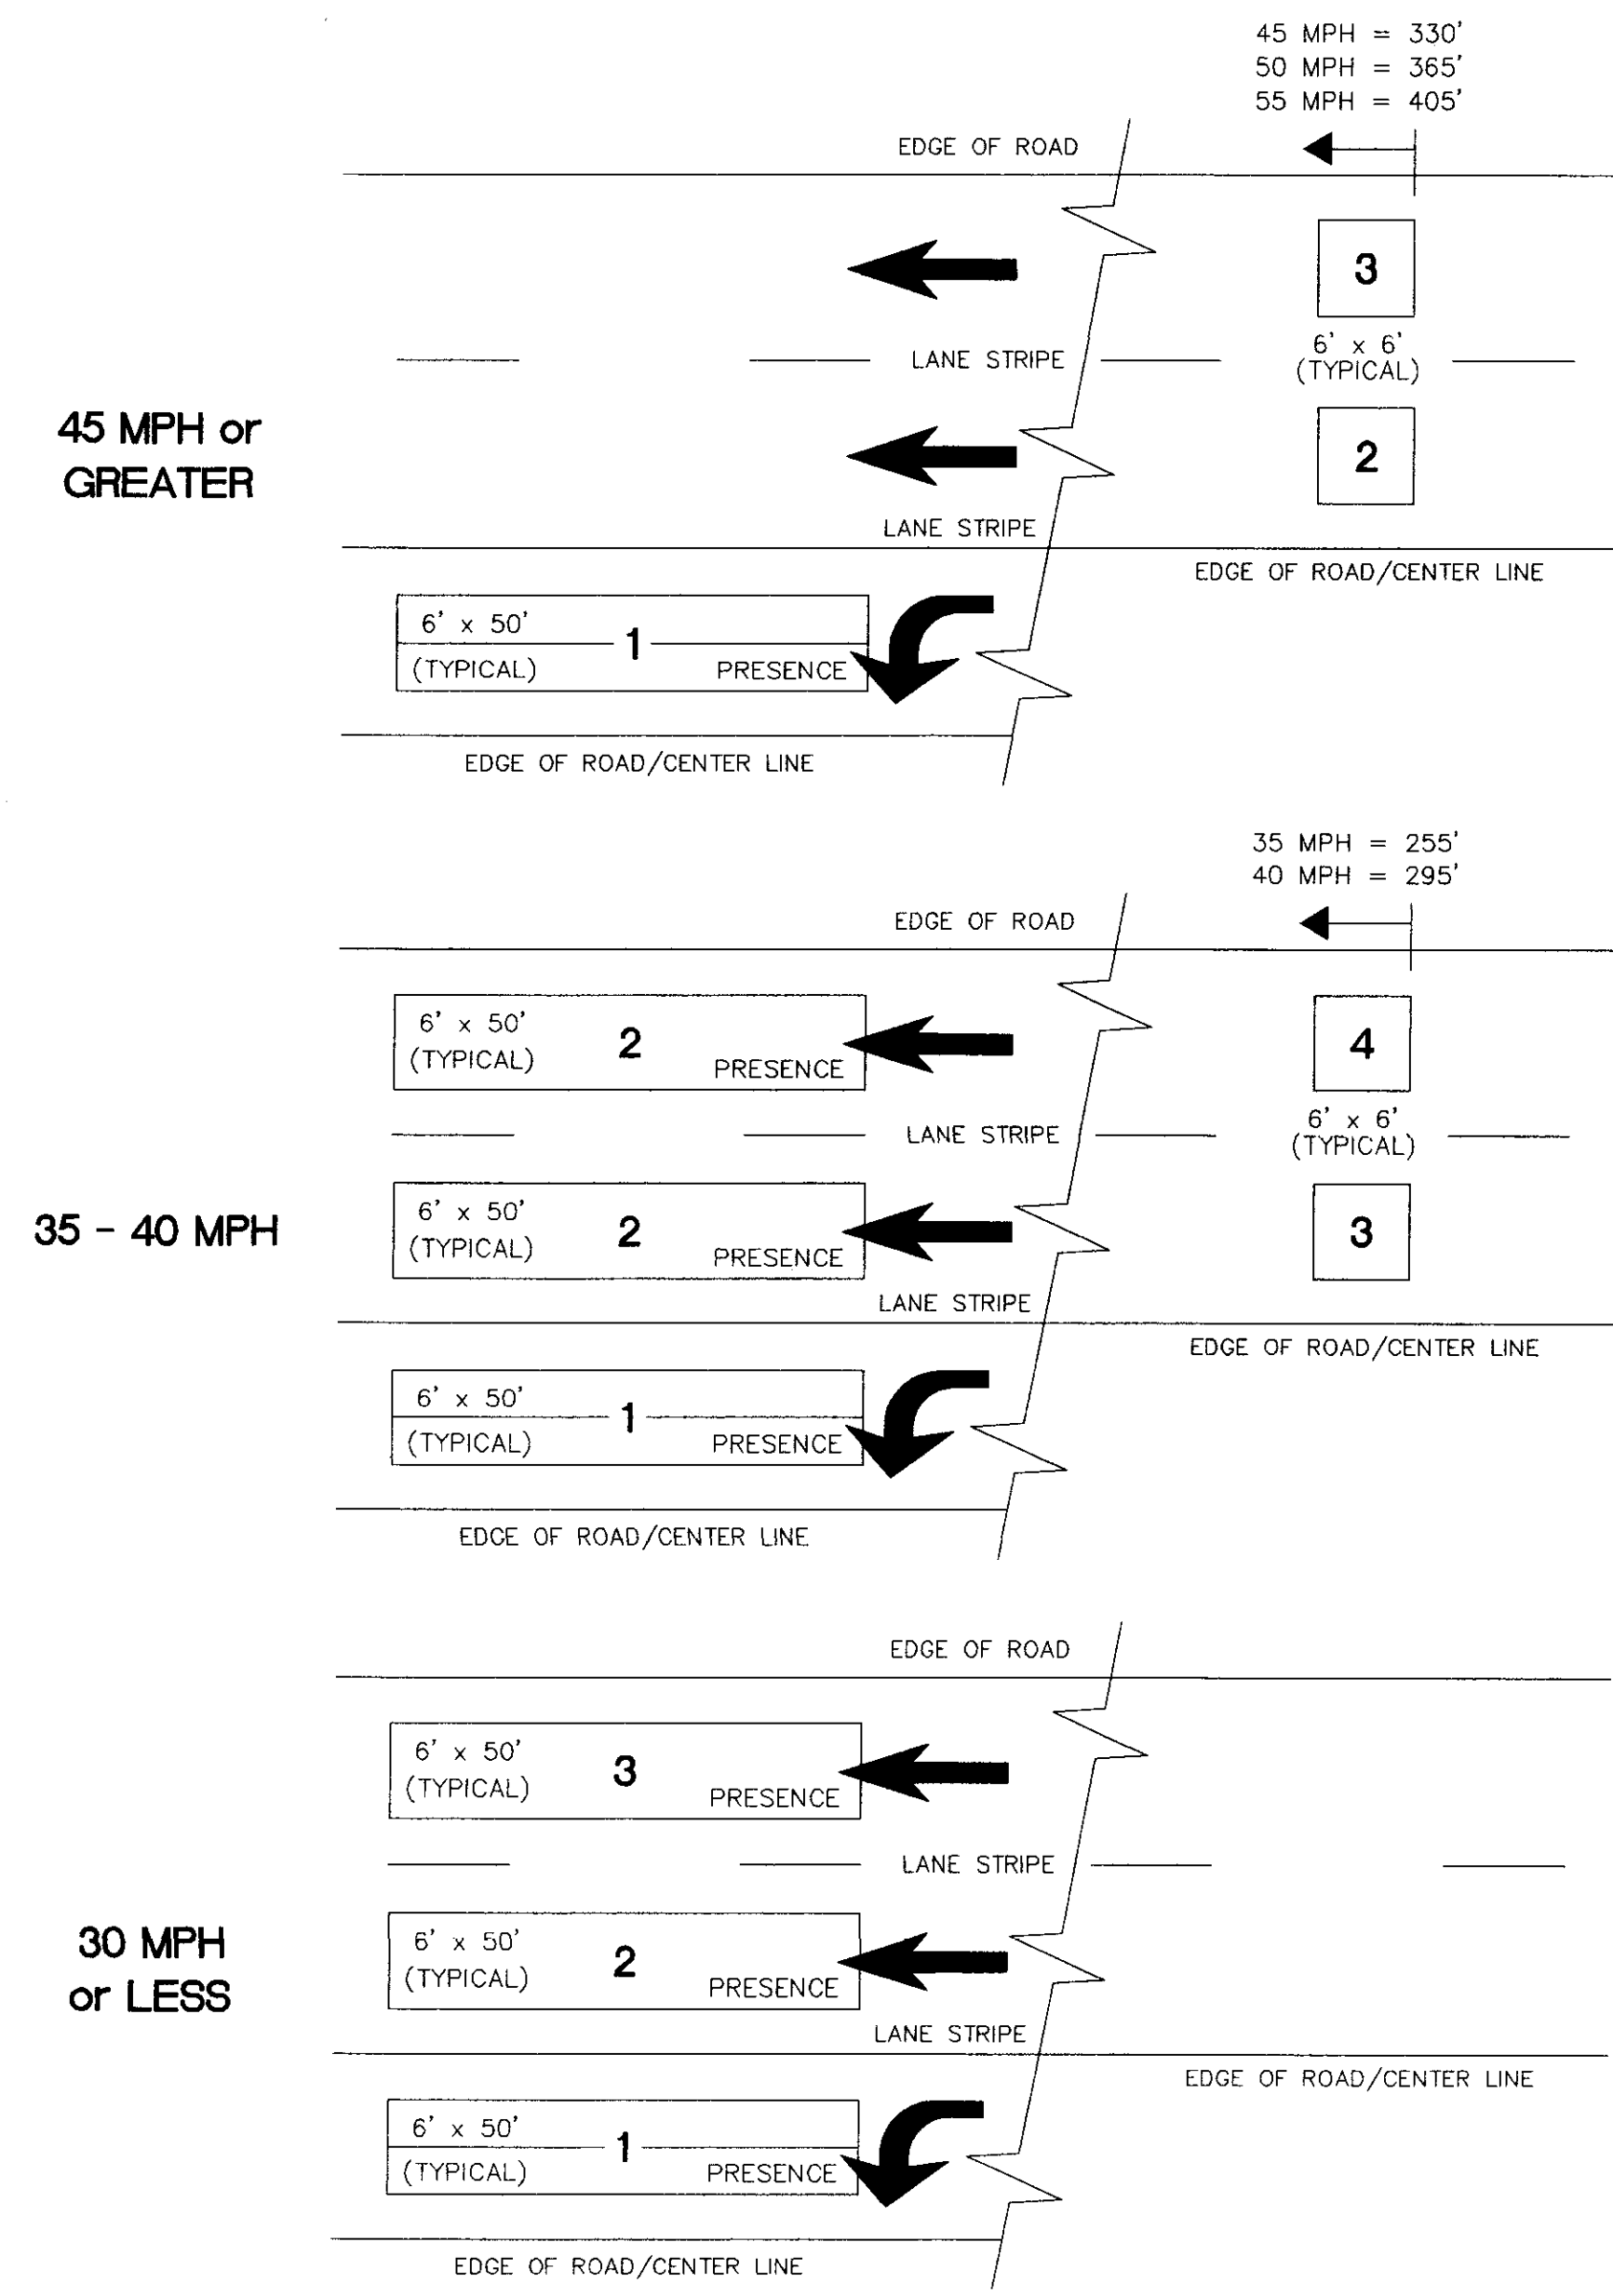 45 MPH = 330'
50 MPH = 365'
55 MPH = 405'
EDGE OF ROAD
3
LANE STRIPE
6' x 6'
(TYPICAL)
45 MPH or
GREATER
2
LANE STRIPE
EDGE OF ROAD/CENTER LINE
6' x 50'
1
(TYPICAL)
PRESENCE
EDGE OF ROAD/CENTER LINE
35 MPH = 255'
40 MPH = 295'
EDGE OF ROAD
6' x 50'
(TYPICAL)
2
PRESENCE
4
LANE STRIPE
6' x 6'
(TYPICAL)
35 - 40 MPH
6' x 50'
(TYPICAL)
2
PRESENCE
3
LANE STRIPE
EDGE OF ROAD/CENTER LINE
6' x 50'
1
(TYPICAL)
PRESENCE
EDGE OF ROAD/CENTER LINE
EDGE OF ROAD
6' x 50'
(TYPICAL)
3
PRESENCE
LANE STRIPE
30 MPH
or LESS
6' x 50'
(TYPICAL)
2
PRESENCE
LANE STRIPE
EDGE OF ROAD/CENTER LINE
6' x 50'
1
(TYPICAL)
PRESENCE
EDGE OF ROAD/CENTER LINE